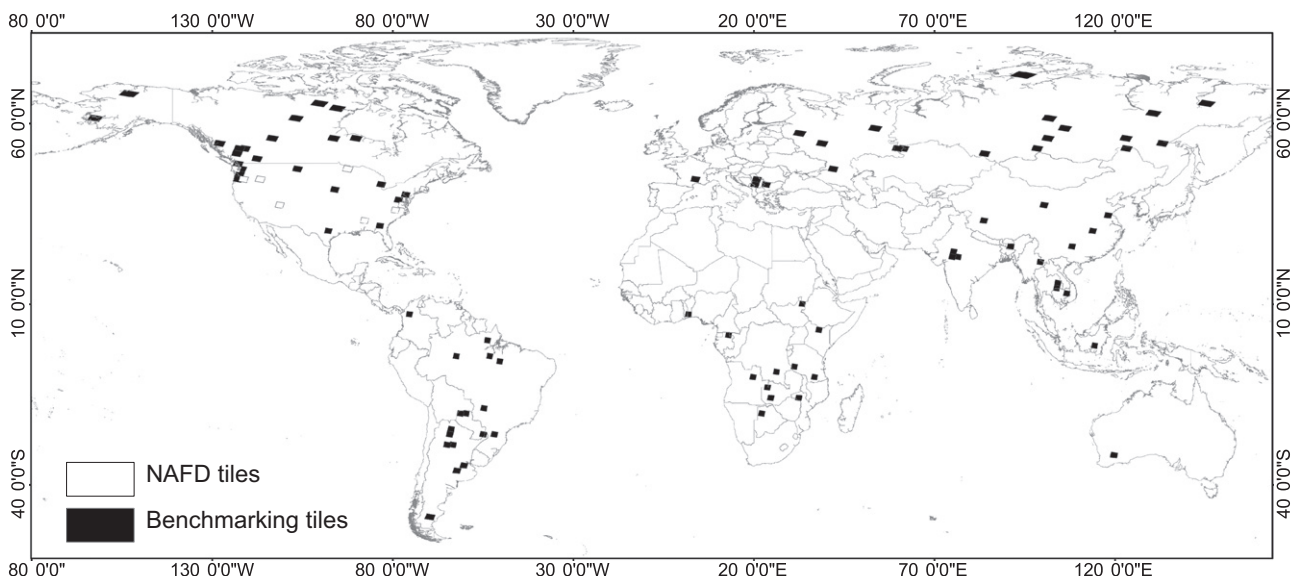 80 0'0"W 130 0'0"W 80 0'0"W 30 0'0"W 20 0'0"E 70 0'0"E 120 0'0"E
60 0'0"N 60 0'0"N
10 0'0"N 10 0'0"N
40 0'0"S 40 0'0"S
NAFD tiles
Benchmarking tiles
80 0'0"W 130 0'0"W 80 0'0"W 30 0'0"W 20 0'0"E 70 0'0"E 120 0'0"E